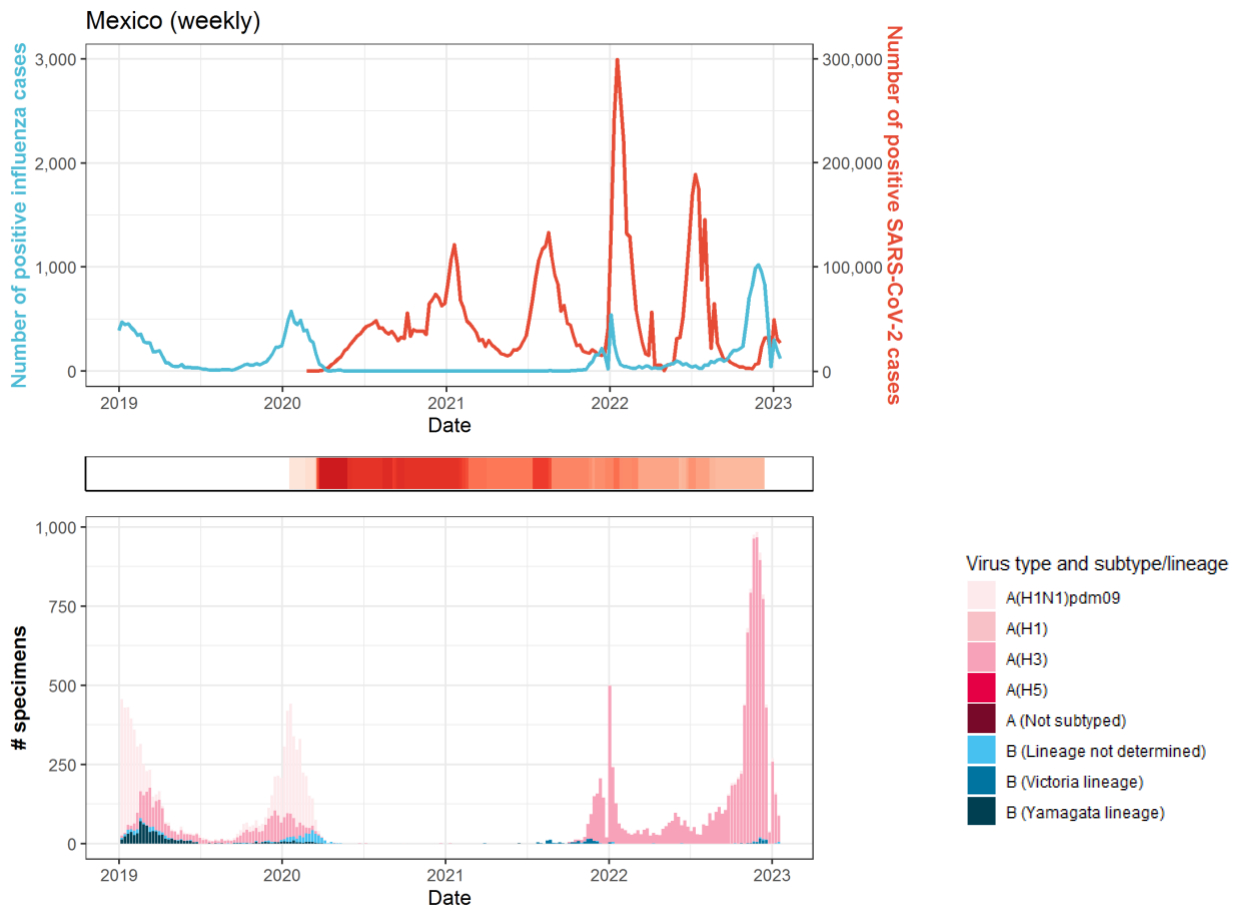 Mexico (weekly)
Number of positive influenza cases
3,000
2,000
1,000
0
300,000
200,000
100,000
0
Number of positive SARS-CoV-2 cases
2019 2020 2021 2022 2023
Date
1,000
750
500
250
0
# specimens
2019 2020 2021 2022 2023
Date
Virus type and subtype/lineage
A(H1N1)pdm09
A(H1)
A(H3)
A(H5)
A (Not subtyped)
B (Lineage not determined)
B (Victoria lineage)
B (Yamagata lineage)